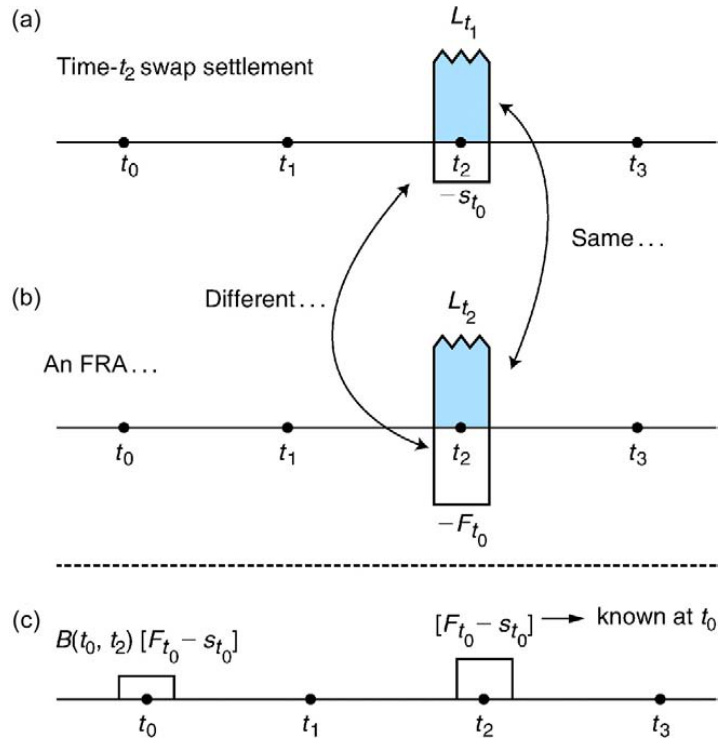 (a)
L_{t_1}
Time-t_2 swap settlement
t_0 t_1 t_2 t_3
−s_{t_0}
Same...
(b)
Different...
L_{t_2}
An FRA...
t_0 t_1 t_2 t_3
−F_{t_0}
(c)
B(t_0, t_2) [F_{t_0} − s_{t_0}]
[F_{t_0} − s_{t_0}] → known at t_0
t_0 t_1 t_2 t_3